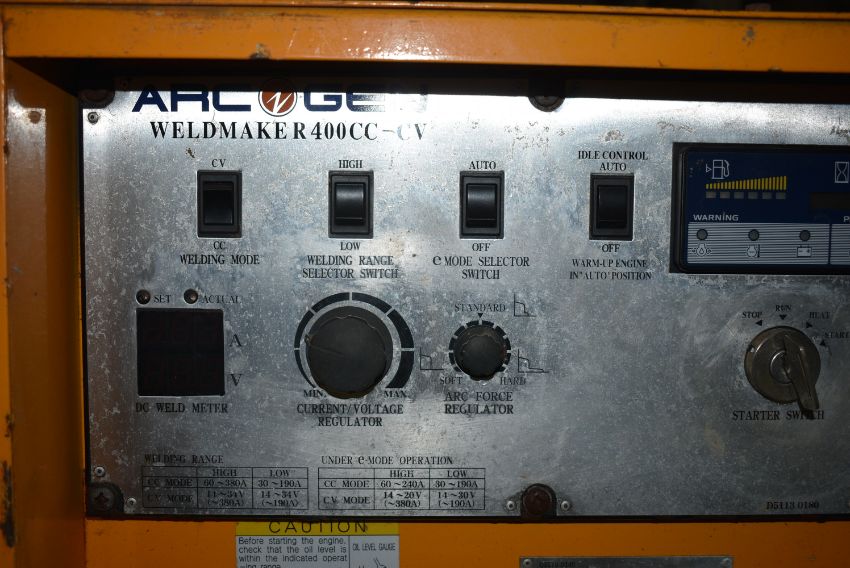 ARC GEN
WELDMAKER400CC-CV
CV
HIGH
AUTO
IDLE CONTROL
AUTO
CC
WELDING MODE
LOW
WELDING RANGE
SELECTOR SWITCH
OFF
e MODE SELECTOR
SWITCH
OFF
WARM-UP ENGINE
IN"AUTO"POSITION
WARNING
SET
ACTUAL
A
V
DC WELD METER
MIN.
MAX.
CURRENT/VOLTAGE
REGULATOR
STANDARD
SOFT
HARD
ARC FORCE
REGULATOR
STOP
RUN
HEAT
START
STARTER SWITCH
WELDING RANGE
HIGH LOW
CC MODE 60~380A 30~190A
CV MODE 14~34V 14~34V
(~380A) (~190A)
UNDER e-MODE OPERATION
HIGH LOW
CC MODE 60~240A 30~190A
CV MODE 14~20V 14~30V
(~380A) (~190A)
D5113 0180
CAUTION
Before starting the engine,
check that the oil level is
within the indicated operat
-ing range.
OIL LEVEL GAUGE